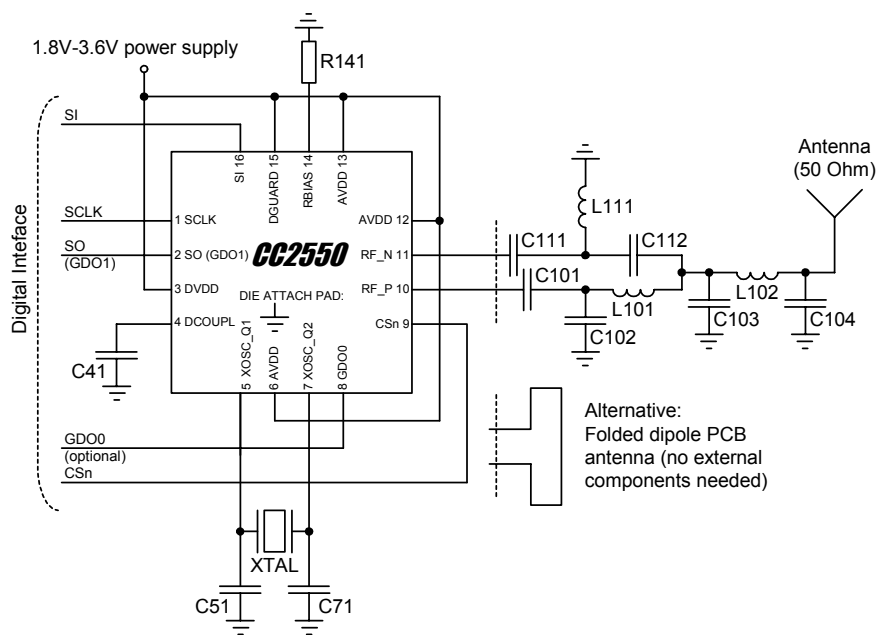 1.8V-3.6V power supply
R141
SI
SI 16
DGUARD 15
RBIAS 14
AVDD 13
Antenna
(50 Ohm)
L111
SCLK
1 SCLK
AVDD 12
C111
C112
SO
(GDO1)
2 SO (GDO1)
CC2550
RF_N 11
C101
Digital Inteface
3 DVDD
DIE ATTACH PAD:
RF_P 10
L101
L102
C102
C103
C104
4 DCOUPL
CSn 9
C41
5 XOSC_Q1
6 AVDD
7 XOSC_Q2
8 GDO0
Alternative:
Folded dipole PCB
antenna (no external
components needed)
GDO0
(optional)
CSn
XTAL
C51
C71